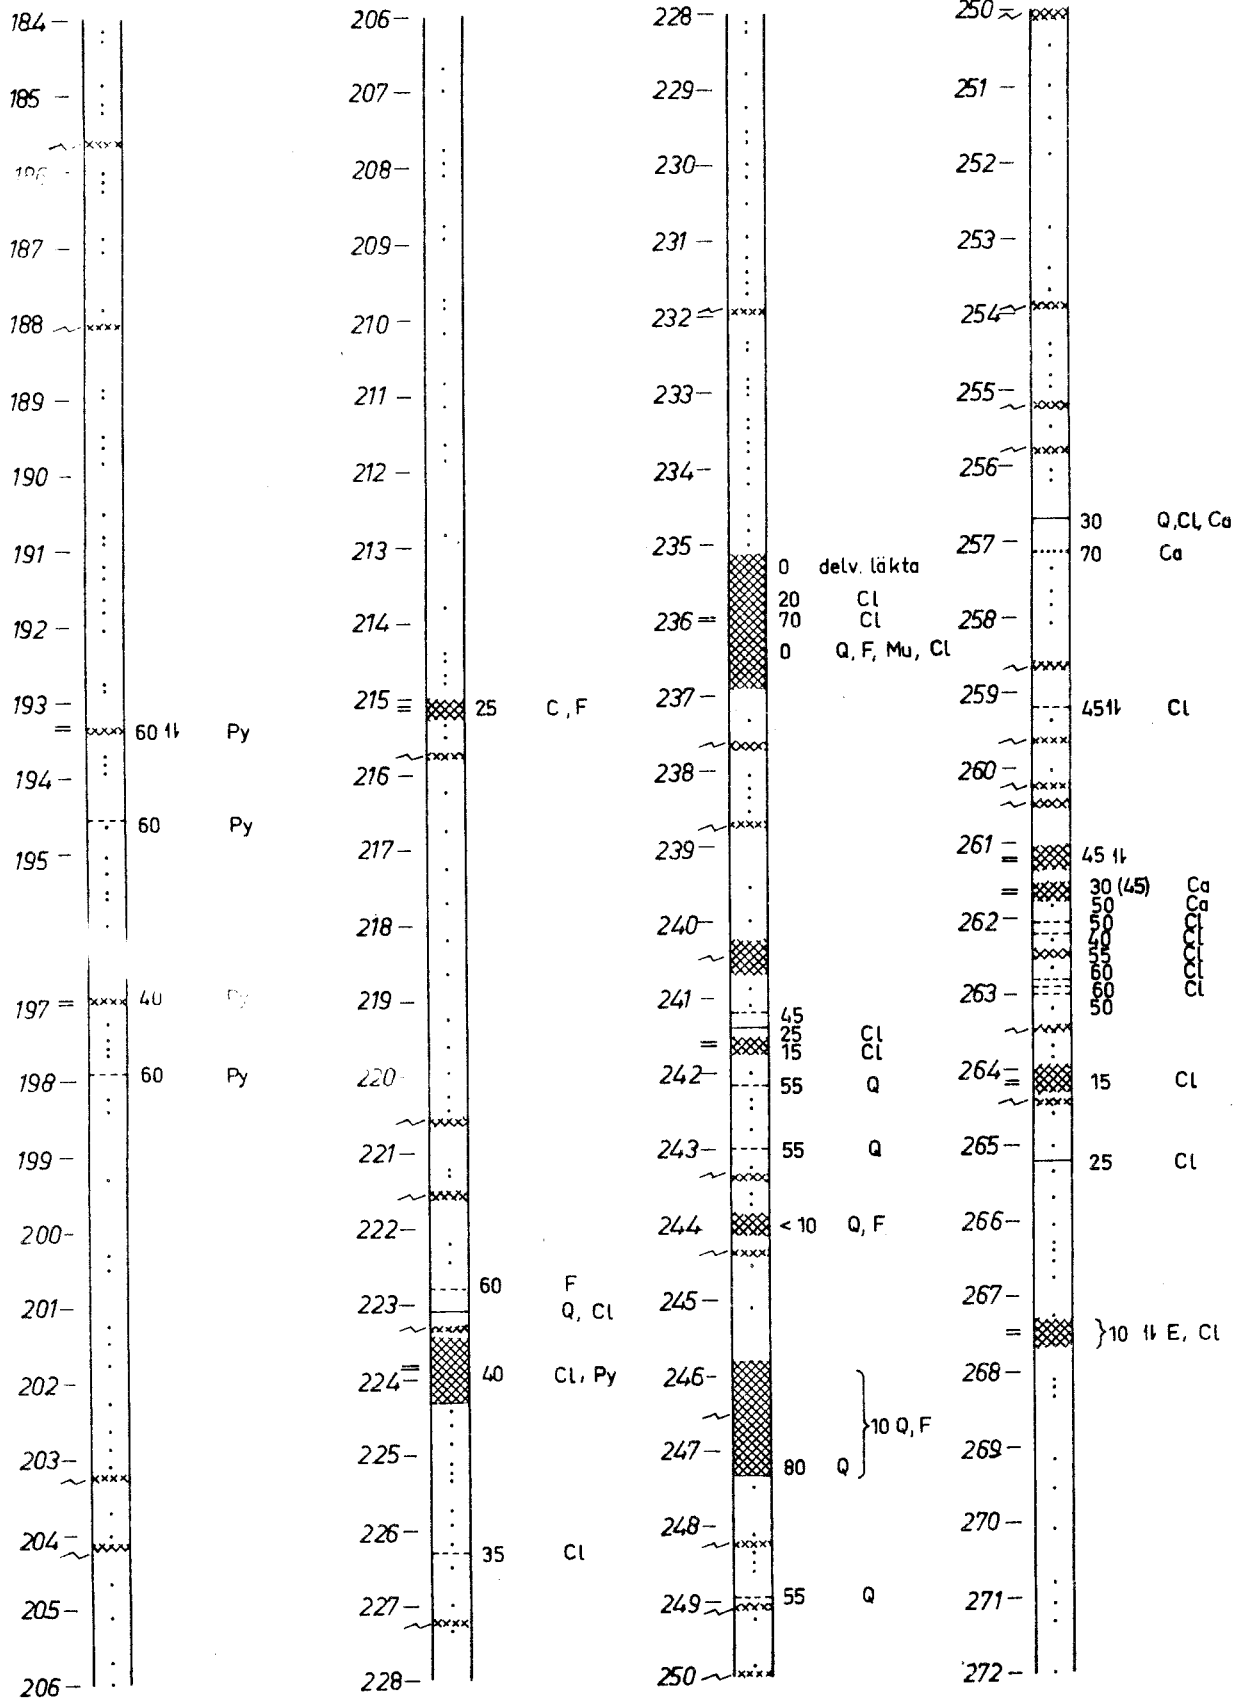 184
185
186
187
188
189
190
191
192
193
60 ⥮ Py
194
60 Py
195
197
40 Py
198
60 Py
199
200
201
202
203
204
205
206
206
207
208
209
210
211
212
213
214
215
25 C, F
216
217
218
219
220
221
222
60 F
223
Q, Cl
224
40 Cl, Py
225
226
35 Cl
227
228
228
229
230
231
232
233
234
235
0 delv. läkta
20 Cl
236
70 Cl
0 Q, F, Mu, Cl
237
238
239
240
241
45
25 Cl
15 Cl
242
55 Q
243
55 Q
244
< 10 Q, F
245
246
} 10 Q, F
247
80 Q
248
249
55 Q
250
250
251
252
253
254
255
256
30 Q, Cl, Ca
257
70 Ca
258
259
45 ⥮ Cl
260
261
45 ⥮
30 (45) Ca
50 Ca
262
50 Cl
40 Cl
55 Cl
60 Cl
263
60 Cl
50
264
15 Cl
265
25 Cl
266
267
} 10 ⥮ E, Cl
268
269
270
271
272